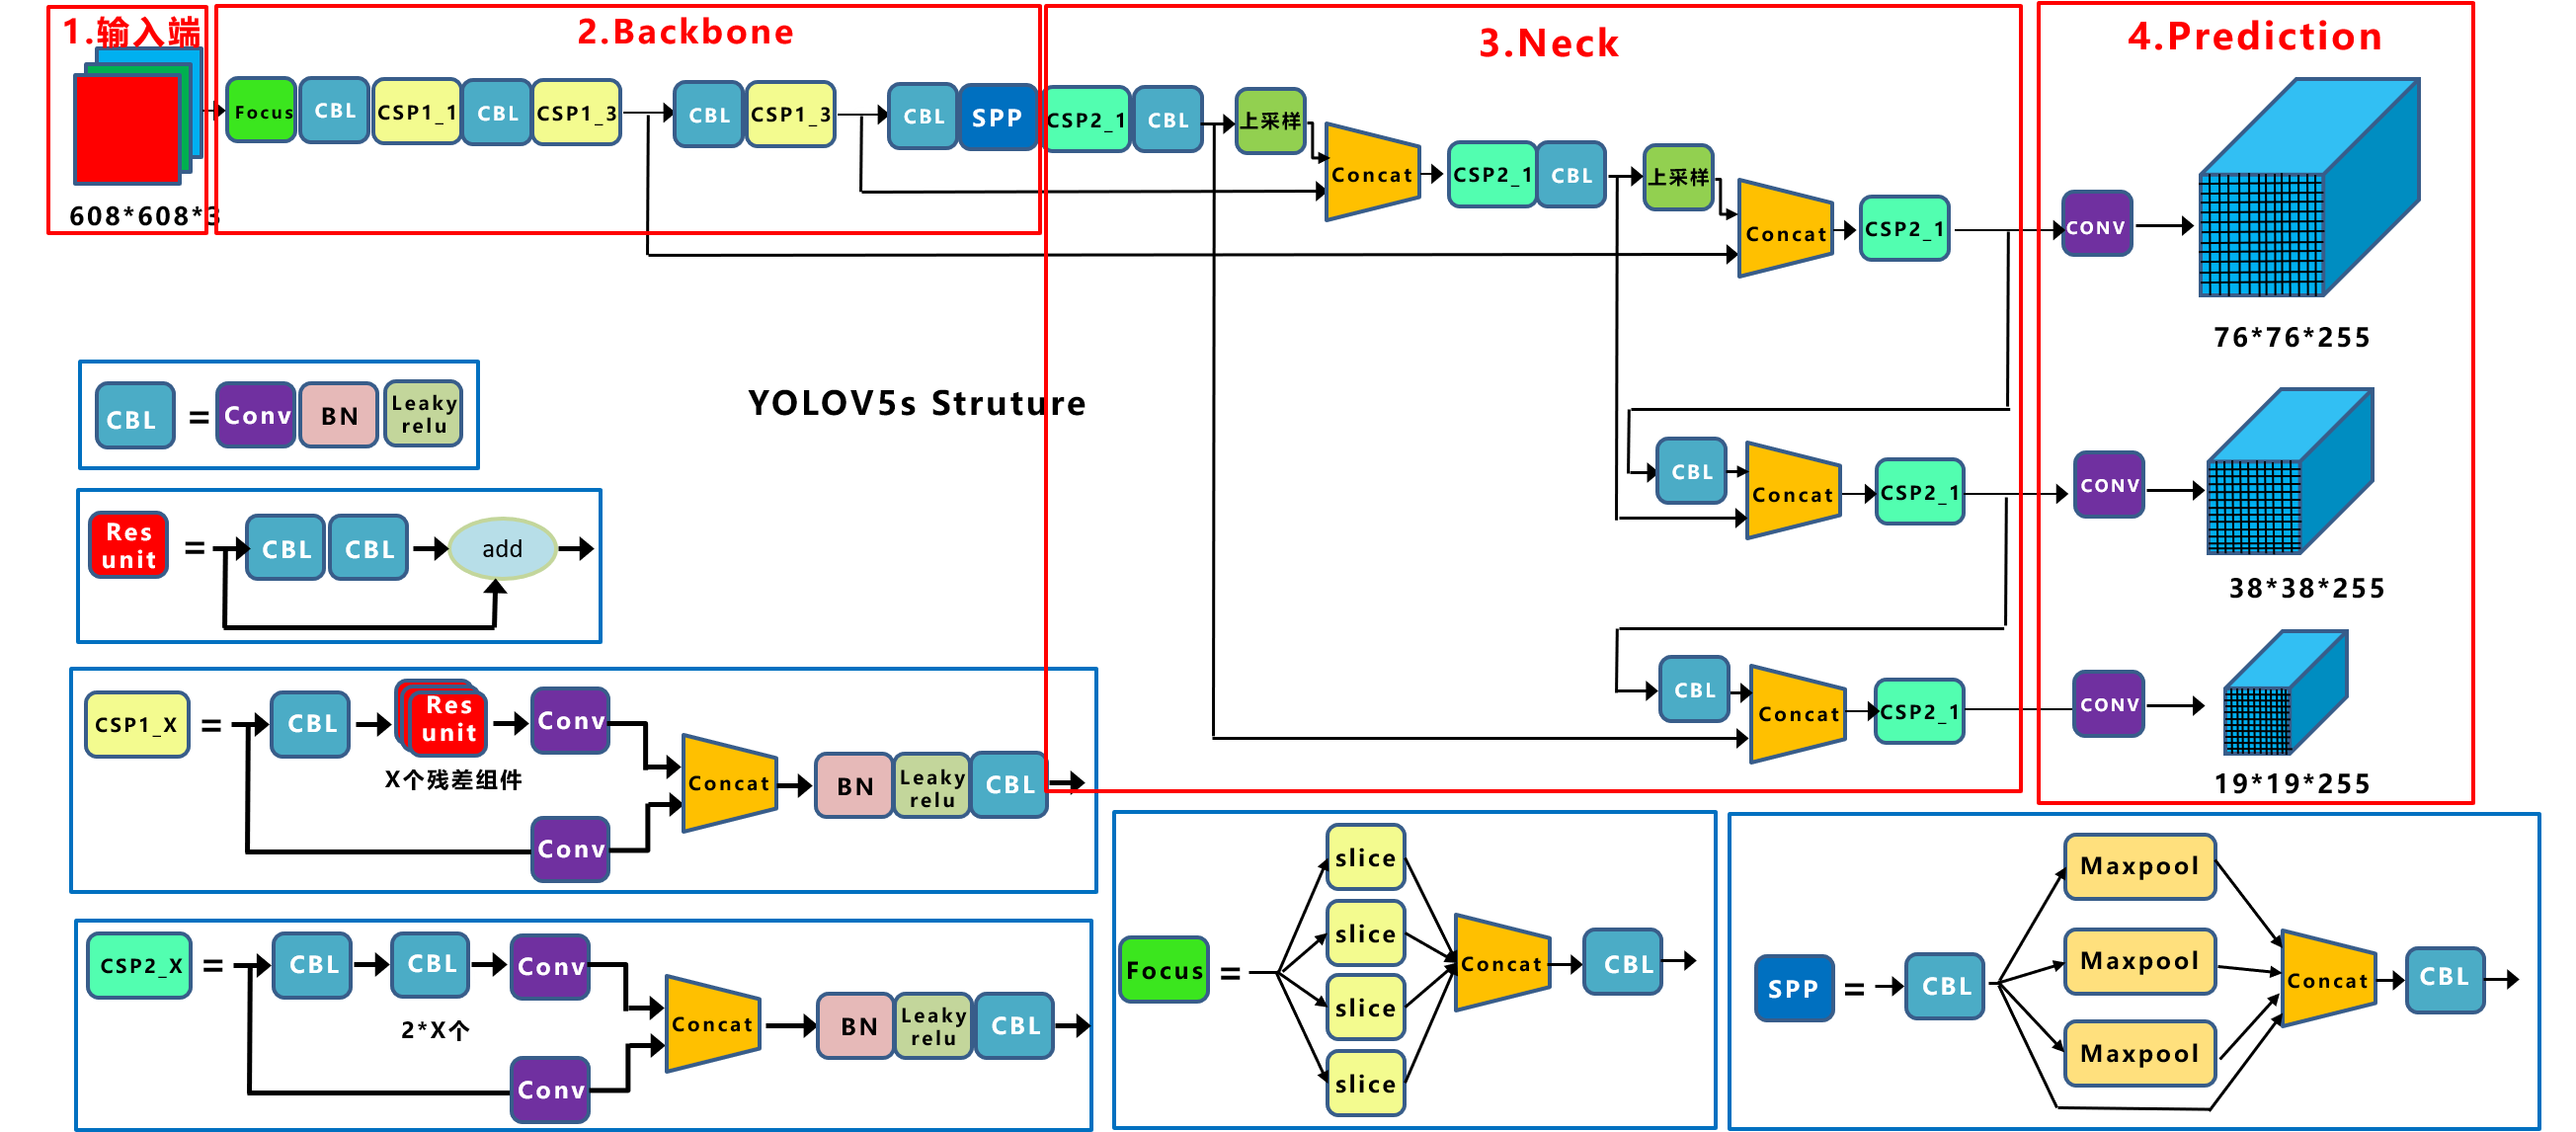 1.输入端
2.Backbone
3.Neck
4.Prediction
608*608*3
Focus
CBL
CSP1_1
CBL
CSP1_3
CBL
CSP1_3
CBL
SPP
CSP2_1
CBL
上采样
Concat
CSP2_1
CBL
上采样
Concat
CSP2_1
CONV
76*76*255
YOLOV5s Struture
CBL
Concat
CSP2_1
CONV
38*38*255
CBL
Concat
CSP2_1
CONV
19*19*255
CBL
=
Conv
BN
Leaky
relu
Res
unit
=
CBL
CBL
add
CSP1_X
=
CBL
Res
unit
X个残差组件
Conv
Conv
Concat
BN
Leaky
relu
CBL
CSP2_X
=
CBL
CBL
2*X个
Conv
Conv
Concat
BN
Leaky
relu
CBL
Focus
=
slice
slice
slice
slice
Concat
CBL
SPP
=
CBL
Maxpool
Maxpool
Maxpool
Concat
CBL